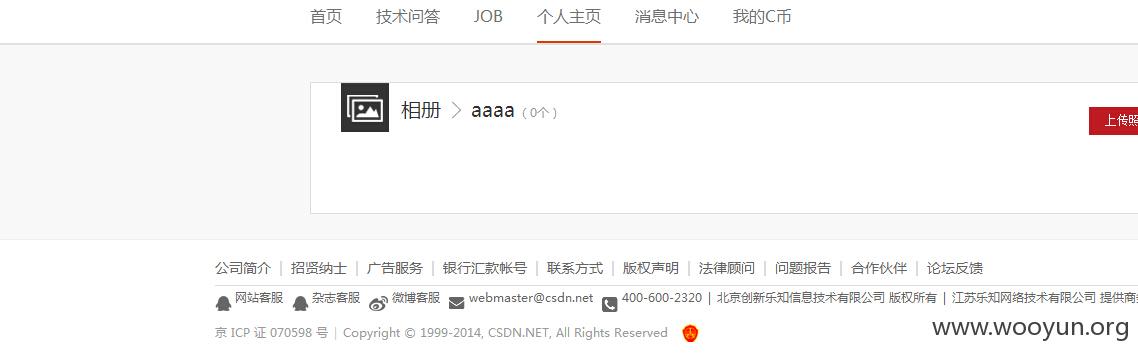 首页 技术问答 JOB 个人主页 消息中心 我的C币
相册 > aaaa ( 0个 )
上传照
公司简介 | 招贤纳士 | 广告服务 | 银行汇款帐号 | 联系方式 | 版权声明 | 法律顾问 | 问题报告 | 合作伙伴 | 论坛反馈
网站客服 杂志客服 微博客服 webmaster@csdn.net 400-600-2320 | 北京创新乐知信息技术有限公司 版权所有 | 江苏乐知网络技术有限公司 提供商
京 ICP 证 070598 号 | Copyright © 1999-2014, CSDN.NET, All Rights Reserved
www.wooyun.org